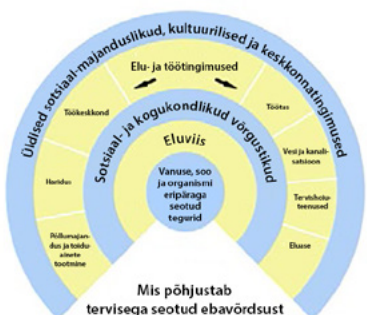 Üldised sotsiaal-majanduslikud, kultuurilised ja keskkonnatingimused
Elu- ja töötingimused
Töökeskkond
Töötus
Sotsiaal- ja kogukondlikud võrgustikud
Eluviis
Haridus
Vesi ja kanali-
satsioon
Vanuse, soo
ja organismi
eripäraga
seotud
tegurid
Tervishoiu-
teenused
Põllumajan-
dus ja toidu-
ainete
tootmine
Eluase
Mis põhjustab
tervisega seotud ebavõrdsust